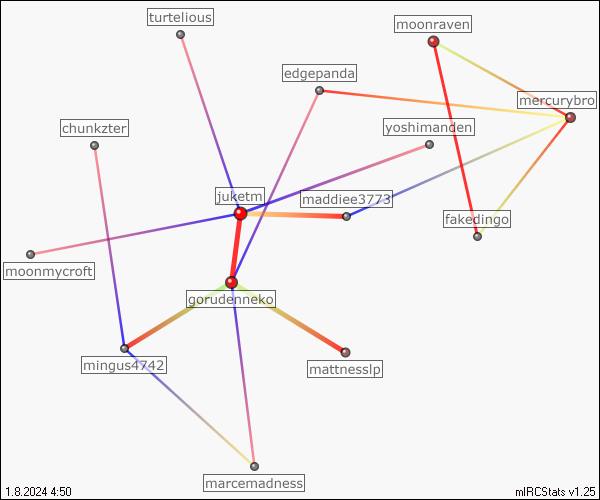 turtelious
moonraven
edgepanda
mercurybro
chunkzter
yoshimanden
juketm
maddiee3773
fakedingo
moonmycroft
gorudenneko
mingus4742
mattnesslp
marcemadness
1.8.2024 4:50
mIRCStats v1.25